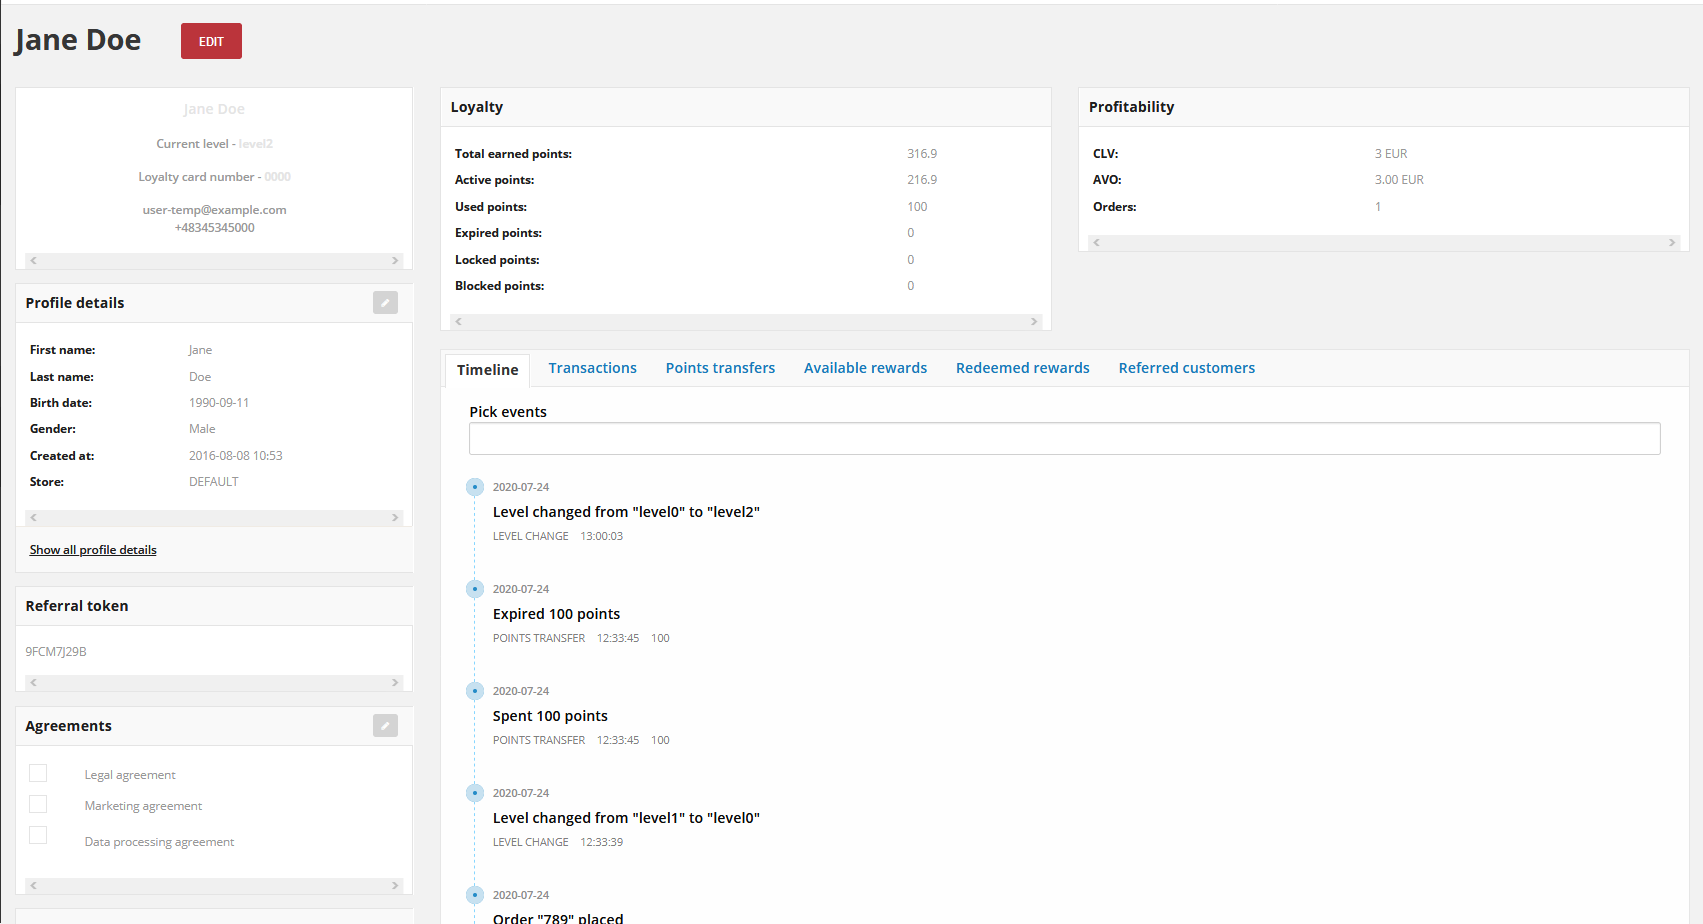 Jane Doe
EDIT
Jane Doe
Current level - level2
Loyalty card number - 0000
user-temp@example.com
+48345345000
Profile details
First name: Jane
Last name: Doe
Birth date: 1990-09-11
Gender: Male
Created at: 2016-08-08 10:53
Store: DEFAULT
Show all profile details
Referral token
9FCM7J29B
Agreements
Legal agreement
Marketing agreement
Data processing agreement
Loyalty
Total earned points: 316.9
Active points: 216.9
Used points: 100
Expired points: 0
Locked points: 0
Blocked points: 0
Profitability
CLV: 3 EUR
AVO: 3.00 EUR
Orders: 1
Timeline Transactions Points transfers Available rewards Redeemed rewards Referred customers
Pick events
2020-07-24
Level changed from "level0" to "level2"
LEVEL CHANGE 13:00:03
2020-07-24
Expired 100 points
POINTS TRANSFER 12:33:45 100
2020-07-24
Spent 100 points
POINTS TRANSFER 12:33:45 100
2020-07-24
Level changed from "level1" to "level0"
LEVEL CHANGE 12:33:39
2020-07-24
Order "789" placed